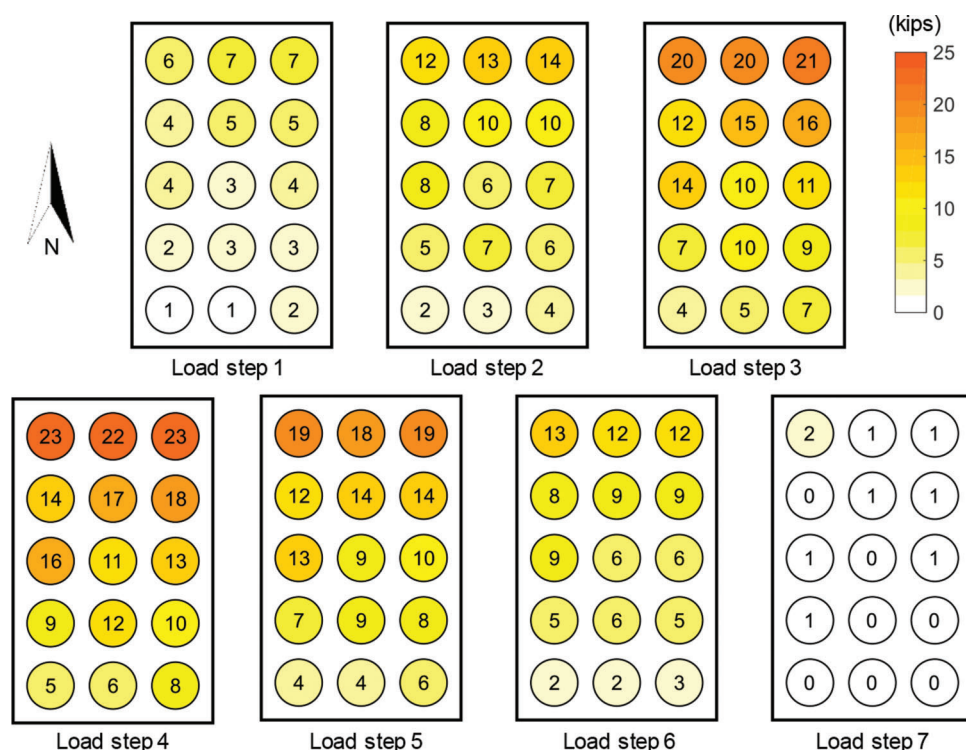 (kips)
25
20
15
10
5
0
N
6 7 7
4 5 5
4 3 4
2 3 3
1 1 2
Load step 1
12 13 14
8 10 10
8 6 7
5 7 6
2 3 4
Load step 2
20 20 21
12 15 16
14 10 11
7 10 9
4 5 7
Load step 3
23 22 23
14 17 18
16 11 13
9 12 10
5 6 8
Load step 4
19 18 19
12 14 14
13 9 10
7 9 8
4 4 6
Load step 5
13 12 12
8 9 9
9 6 6
5 6 5
2 2 3
Load step 6
2 1 1
0 1 1
1 0 1
1 0 0
0 0 0
Load step 7